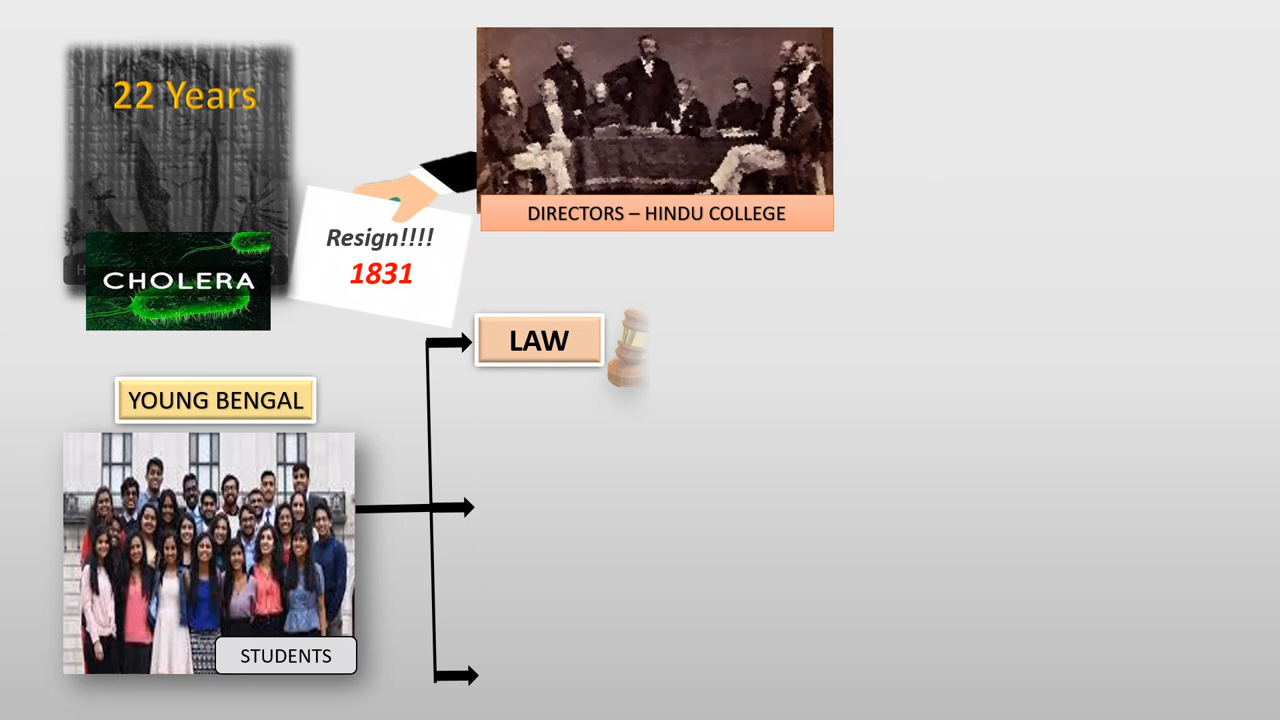 22 Years
CHOLERA
Resign!!!!
1831
DIRECTORS – HINDU COLLEGE
LAW
YOUNG BENGAL
STUDENTS